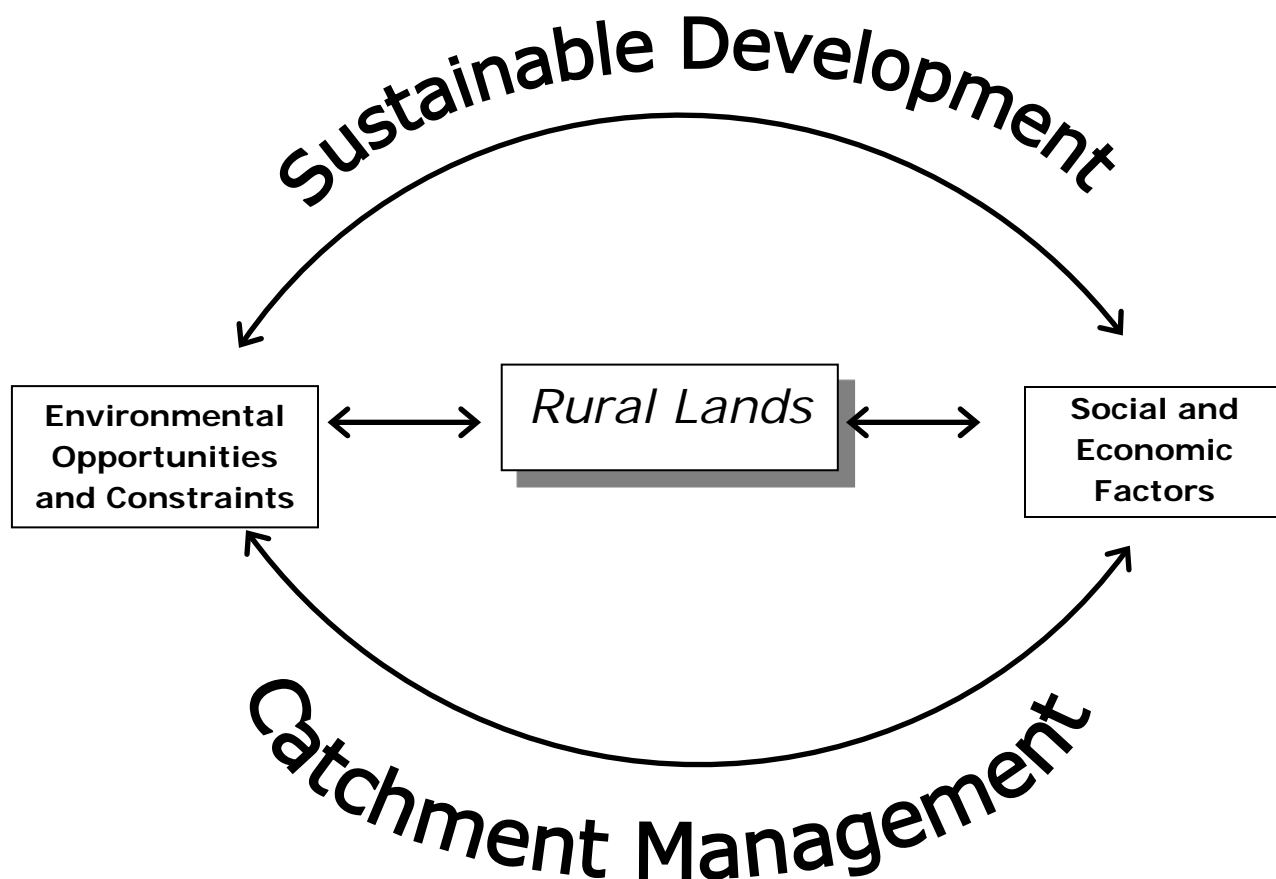 Sustainable Development
Environmental
Opportunities
and Constraints
Rural Lands
Social and
Economic
Factors
Catchment Management